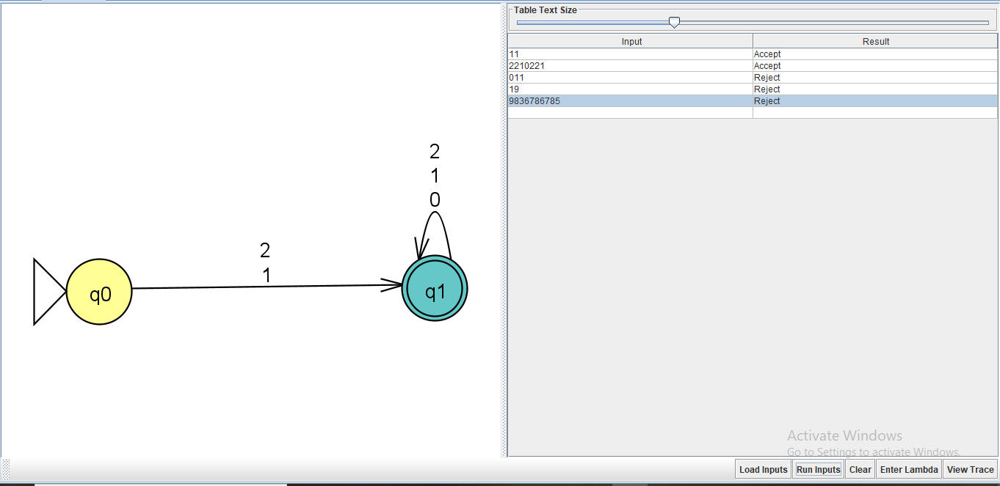 2
1
0
2
1
q0
q1
Table Text Size
Input Result
11 Accept
2210221 Accept
011 Reject
19 Reject
9836786785 Reject
Activate Windows
Go to Settings to activate Windows.
Load Inputs Run Inputs Clear Enter Lambda View Trace